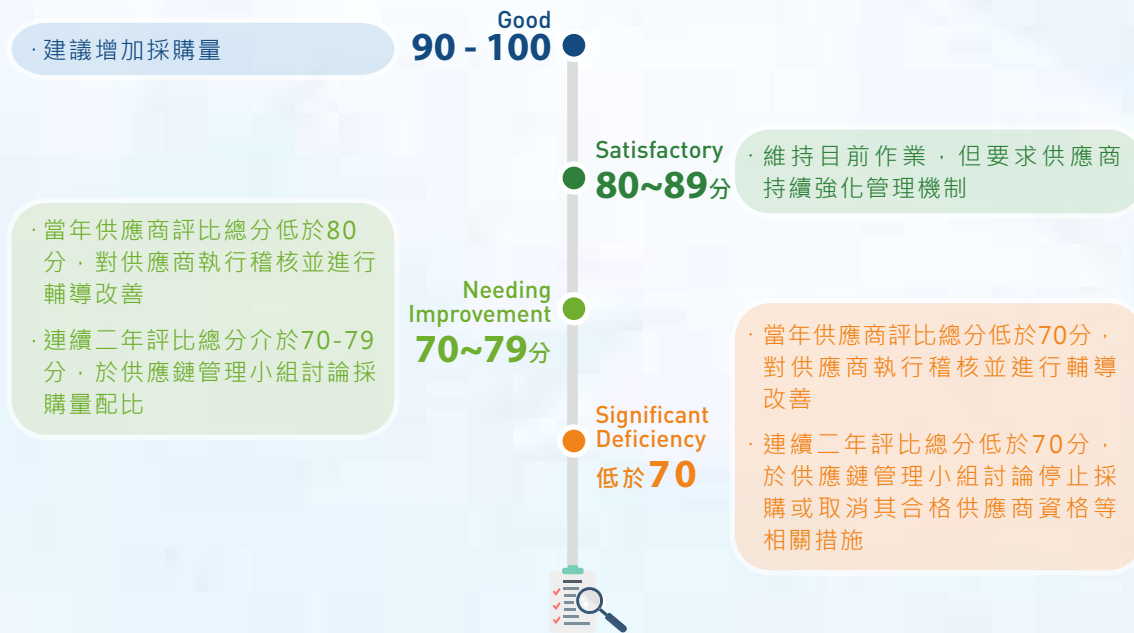 Good
90 - 100
· 建議增加採購量
Satisfactory
80~89分
· 維持目前作業，但要求供應商
持續強化管理機制
Needing
Improvement
70~79分
· 當年供應商評比總分低於80
分，對供應商執行稽核並進行
輔導改善
· 連續二年評比總分介於70-79
分，於供應鏈管理小組討論採
購量配比
Significant
Deficiency
低於70
· 當年供應商評比總分低於70分，
對供應商執行稽核並進行輔導
改善
· 連續二年評比總分低於70分，
於供應鏈管理小組討論停止採
購或取消其合格供應商資格等
相關措施